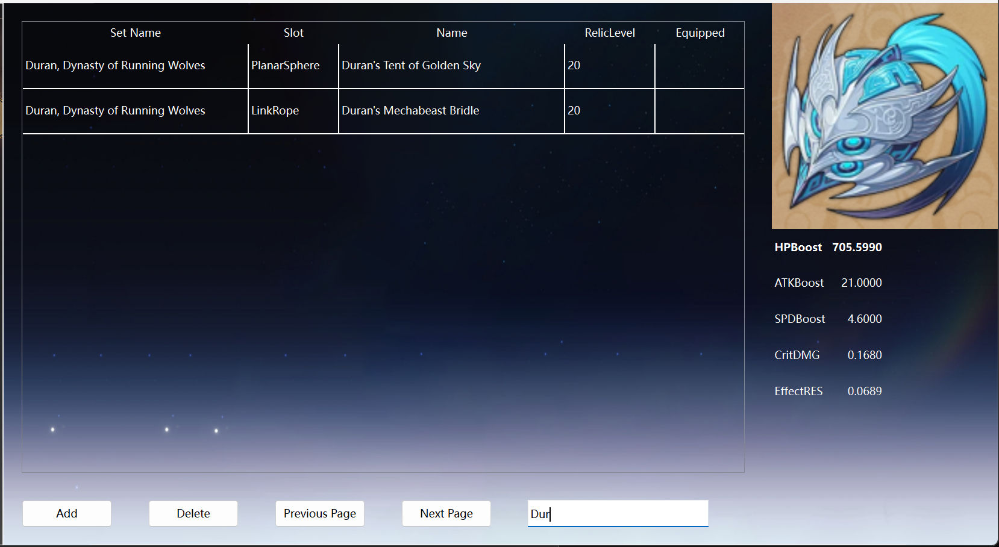 Set Name Slot Name RelicLevel Equipped
Duran, Dynasty of Running Wolves PlanarSphere Duran's Tent of Golden Sky 20
Duran, Dynasty of Running Wolves LinkRope Duran's Mechabeast Bridle 20
HPBoost 705.5990
ATKBoost 21.0000
SPDBoost 4.6000
CritDMG 0.1680
EffectRES 0.0689
Add Delete Previous Page Next Page Dur